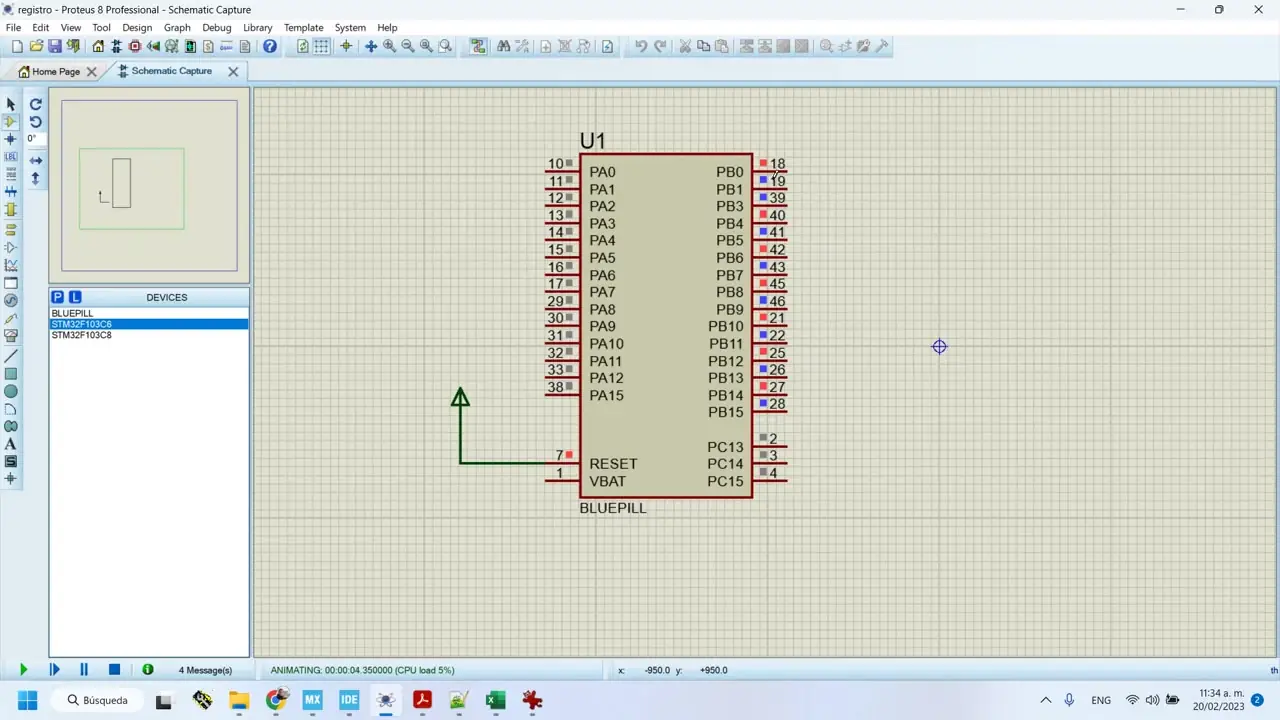 registro - Proteus 8 Professional - Schematic Capture
File Edit View Tool Design Graph Debug Library Template System Help
Home Page
Schematic Capture
LBL
0°
A
P L DEVICES
BLUEPILL
STM32F103C6
STM32F103C8
U1
10 PA0 PB0 18
11 PA1 PB1 19
12 PA2 PB3 39
13 PA3 PB4 40
14 PA4 PB5 41
15 PA5 PB6 42
16 PA6 PB7 43
17 PA7 PB8 45
29 PA8 PB9 46
30 PA9 PB10 21
31 PA10 PB11 22
32 PA11 PB12 25
33 PA12 PB13 26
38 PA15 PB14 27
PB15 28
PC13 2
7 RESET PC14 3
1 VBAT PC15 4
BLUEPILL
4 Message(s)
ANIMATING: 00:00:04.350000 (CPU load 5%)
x: -950.0 y: +950.0
th
Búsqueda
MX
IDE
ENG
11:34 a. m.
20/02/2023
2